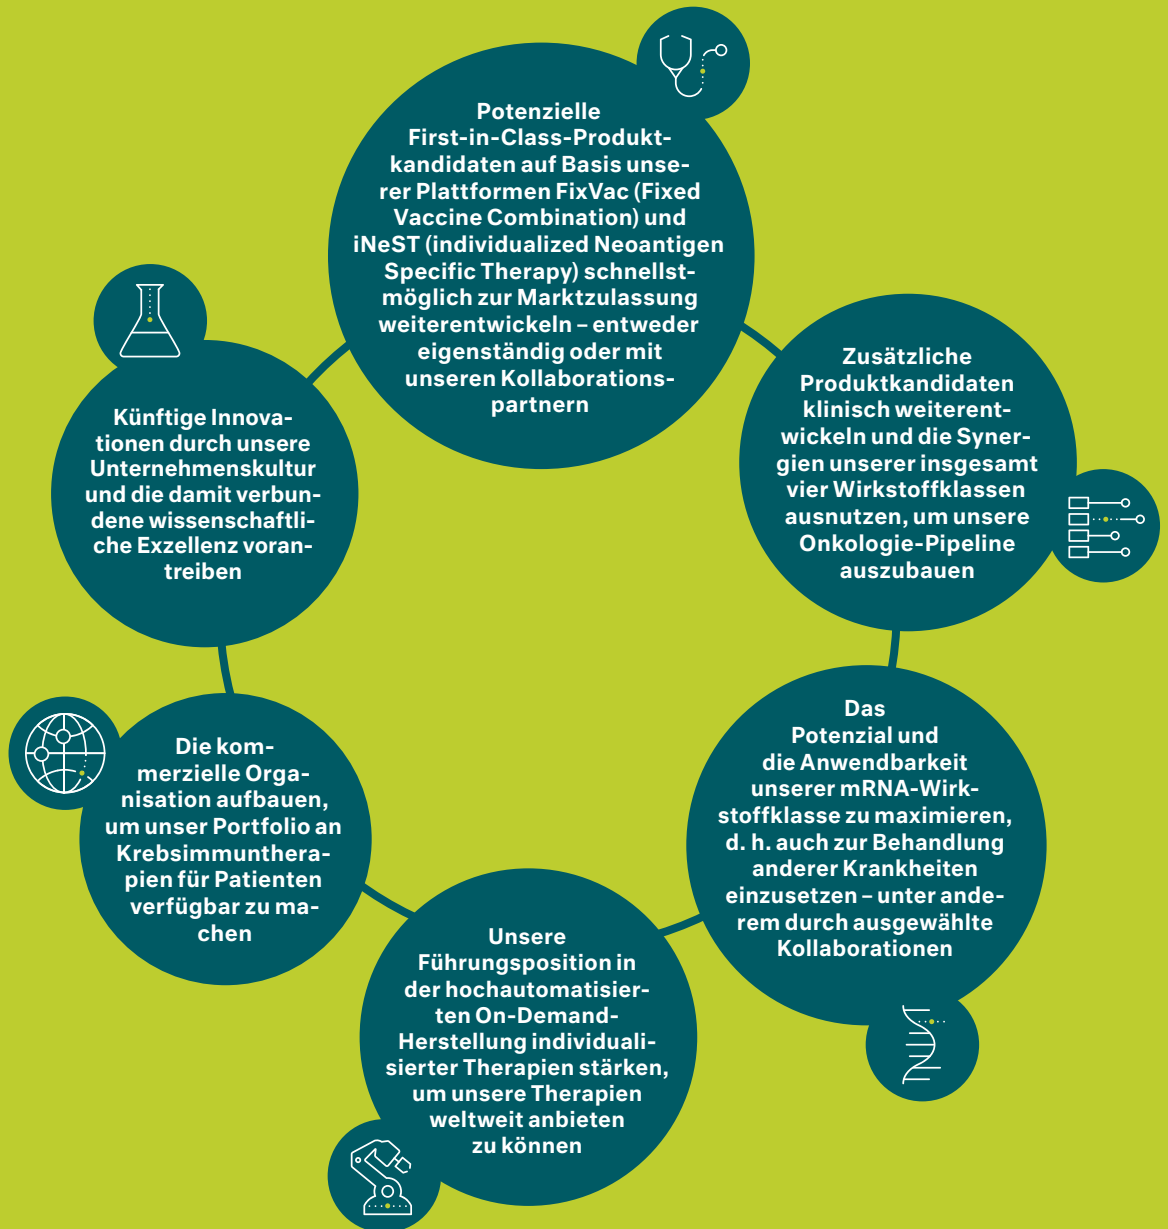 Potenzielle
First-in-Class-Produkt-
kandidaten auf Basis unse-
rer Plattformen FixVac (Fixed
Vaccine Combination) und
iNeST (individualized Neoantigen
Specific Therapy) schnellst-
möglich zur Marktzulassung
weiterentwickeln – entweder
eigenständig oder mit
unseren Kollaborations-
partnern
Zusätzliche
Produktkandidaten
klinisch weiterent-
wickeln und die Syner-
gien unserer insgesamt
vier Wirkstoffklassen
ausnutzen, um unsere
Onkologie-Pipeline
auszubauen
Das
Potenzial und
die Anwendbarkeit
unserer mRNA-Wirk-
stoffklasse zu maximieren,
d. h. auch zur Behandlung
anderer Krankheiten
einzusetzen – unter ande-
rem durch ausgewählte
Kollaborationen
Unsere
Führungsposition in
der hochautomatisier-
ten On-Demand-
Herstellung individuali-
sierter Therapien stärken,
um unsere Therapien
weltweit anbieten
zu können
Die kom-
merzielle Orga-
nisation aufbauen,
um unser Portfolio an
Krebsimmunthera-
pien für Patienten
verfügbar zu ma-
chen
Künftige Innova-
tionen durch unsere
Unternehmenskultur
und die damit verbun-
dene wissenschaftli-
che Exzellenz voran-
treiben